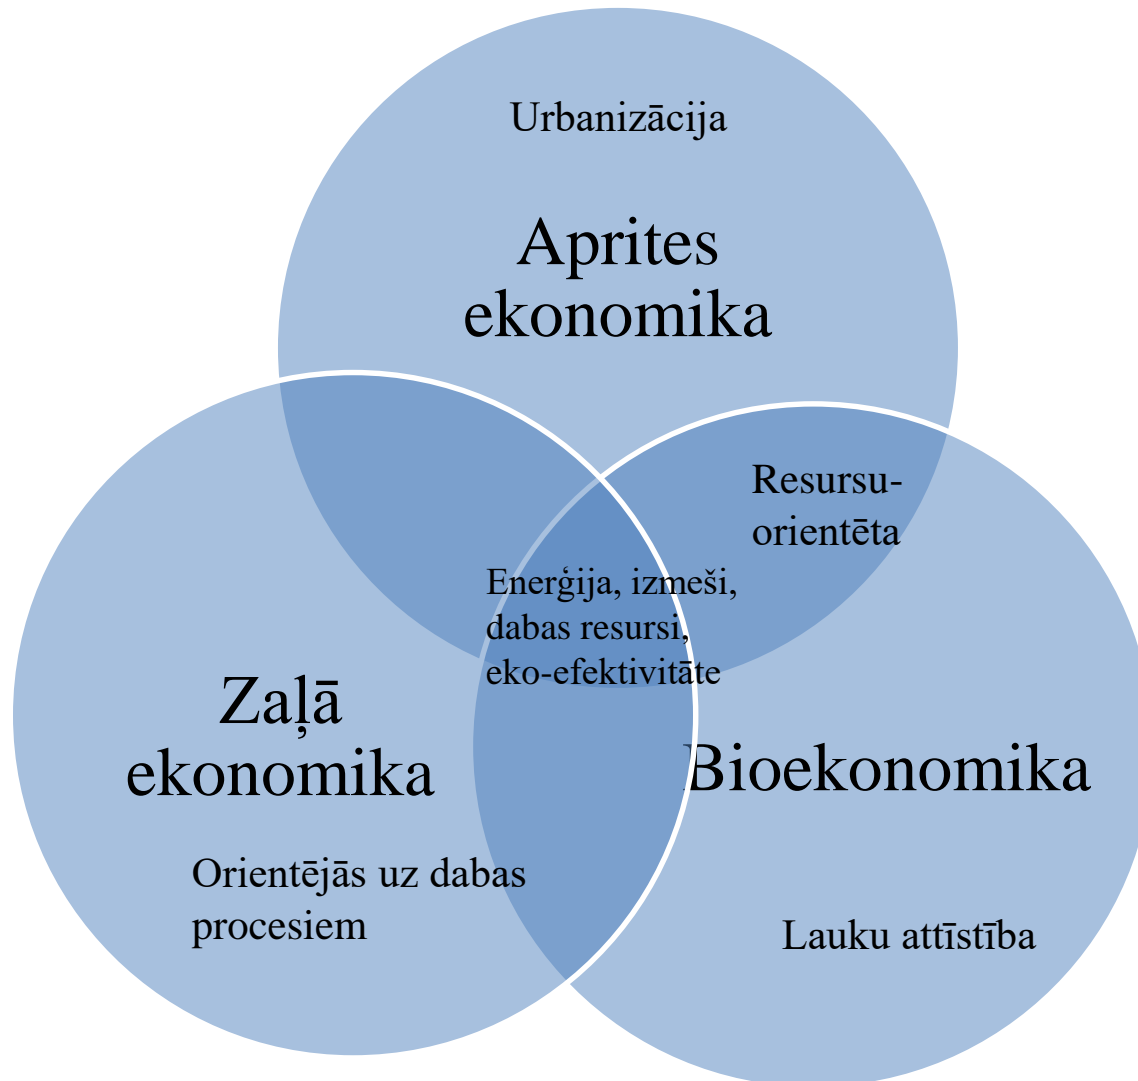 Urbanizācija
Aprites
ekonomika
Resursu-
orientēta
Enerģija, izmeši,
dabas resursi,
eko-efektivitāte
Zaļā
ekonomika
Bioekonomika
Orientējās uz dabas
procesiem
Lauku attīstība